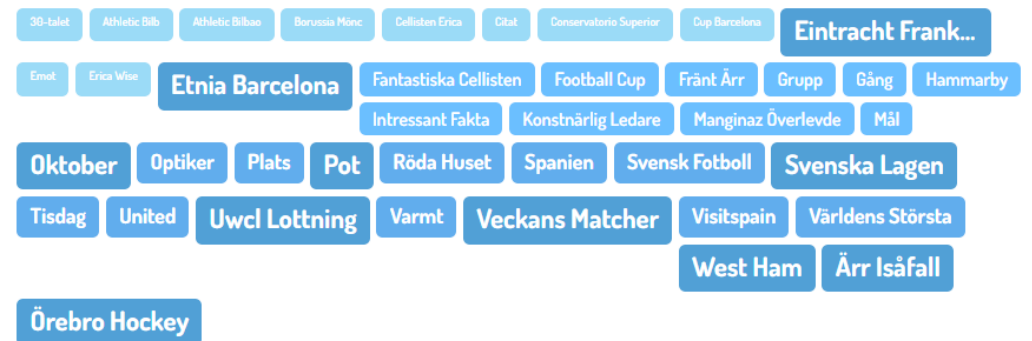 30-talet Athletic Bilb Athletic Bilbao Borussia Mönc Cellisten Erica Citat Conservatorio Superior Cup Barcelona Eintracht Frank...
Emot Erica Wise Etnia Barcelona Fantastiska Cellisten Football Cup Fränt Ärr Grupp Gång Hammarby
Intressant Fakta Konstnärlig Ledare Manginaz Överlevde Mål
Oktober Optiker Plats Pot Röda Huset Spanien Svensk Fotboll Svenska Lagen
Tisdag United Uwcl Lottning Varmt Veckans Matcher Visitspain Världens Största
West Ham Ärr Isåfall
Örebro Hockey